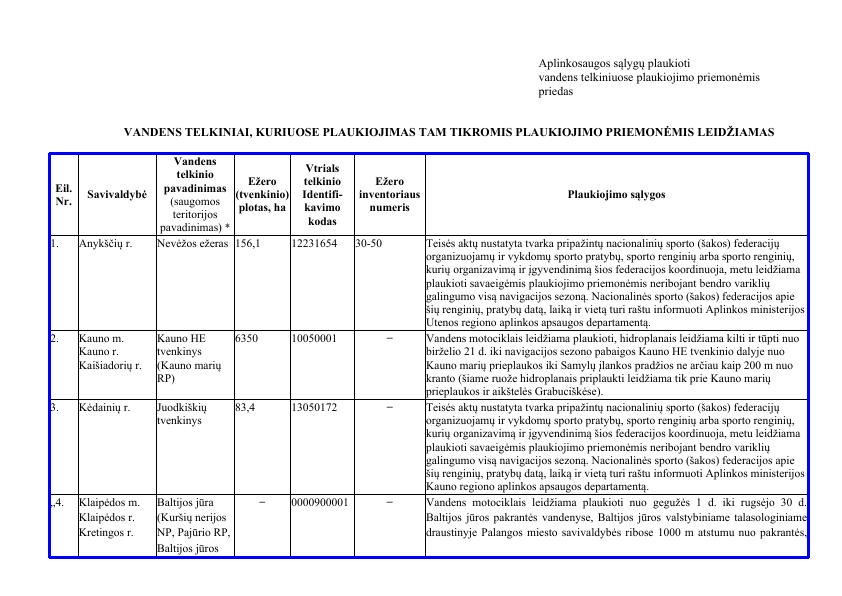 Aplinkosaugos sąlygų plaukioti
vandens telkiniuose plaukiojimo priemonėmis
priedas
VANDENS TELKINIAI, KURIUOSE PLAUKIOJIMAS TAM TIKROMIS PLAUKIOJIMO PRIEMONĖMIS LEIDŽIAMAS
Eil.
Nr.
Savivaldybė
Vandens
telkinio
pavadinimas
(saugomos
teritorijos
pavadinimas) *
Ežero
(tvenkinio)
plotas, ha
Vtrials
telkinio
Identifi-
kavimo
kodas
Ežero
inventoriaus
numeris
Plaukiojimo sąlygos
1.
Anykščių r.
Nevėžos ežeras
156,1
12231654
30-50
Teisės aktų nustatyta tvarka pripažintų nacionalinių sporto (šakos) federacijų
organizuojamų ir vykdomų sporto pratybų, sporto renginių arba sporto renginių,
kurių organizavimą ir įgyvendinimą šios federacijos koordinuoja, metu leidžiama
plaukioti savaeigėmis plaukiojimo priemonėmis neribojant bendro variklių
galingumo visą navigacijos sezoną. Nacionalinės sporto (šakos) federacijos apie
šių renginių, pratybų datą, laiką ir vietą turi raštu informuoti Aplinkos ministerijos
Utenos regiono aplinkos apsaugos departamentą.
2.
Kauno m.
Kauno r.
Kaišiadorių r.
Kauno HE
tvenkinys
(Kauno marių
RP)
6350
10050001
–
Vandens motociklais leidžiama plaukioti, hidroplanais leidžiama kilti ir tūpti nuo
birželio 21 d. iki navigacijos sezono pabaigos Kauno HE tvenkinio dalyje nuo
Kauno marių prieplaukos iki Samylų įlankos pradžios ne arčiau kaip 200 m nuo
kranto (šiame ruože hidroplanais priplaukti leidžiama tik prie Kauno marių
prieplaukos ir aikštelės Grabuciškėse).
3.
Kėdainių r.
Juodkiškių
tvenkinys
83,4
13050172
–
Teisės aktų nustatyta tvarka pripažintų nacionalinių sporto (šakos) federacijų
organizuojamų ir vykdomų sporto pratybų, sporto renginių arba sporto renginių,
kurių organizavimą ir įgyvendinimą šios federacijos koordinuoja, metu leidžiama
plaukioti savaeigėmis plaukiojimo priemonėmis neribojant bendro variklių
galingumo visą navigacijos sezoną. Nacionalinės sporto (šakos) federacijos apie
šių renginių, pratybų datą, laiką ir vietą turi raštu informuoti Aplinkos ministerijos
Kauno regiono aplinkos apsaugos departamentą.
„4.
Klaipėdos m.
Klaipėdos r.
Kretingos r.
Baltijos jūra
(Kuršių nerijos
NP, Pajūrio RP,
Baltijos jūros
–
0000900001
–
Vandens motociklais leidžiama plaukioti nuo gegužės 1 d. iki rugsėjo 30 d.
Baltijos jūros pakrantės vandenyse, Baltijos jūros valstybiniame talasologiniame
draustinyje Palangos miesto savivaldybės ribose 1000 m atstumu nuo pakrantės,